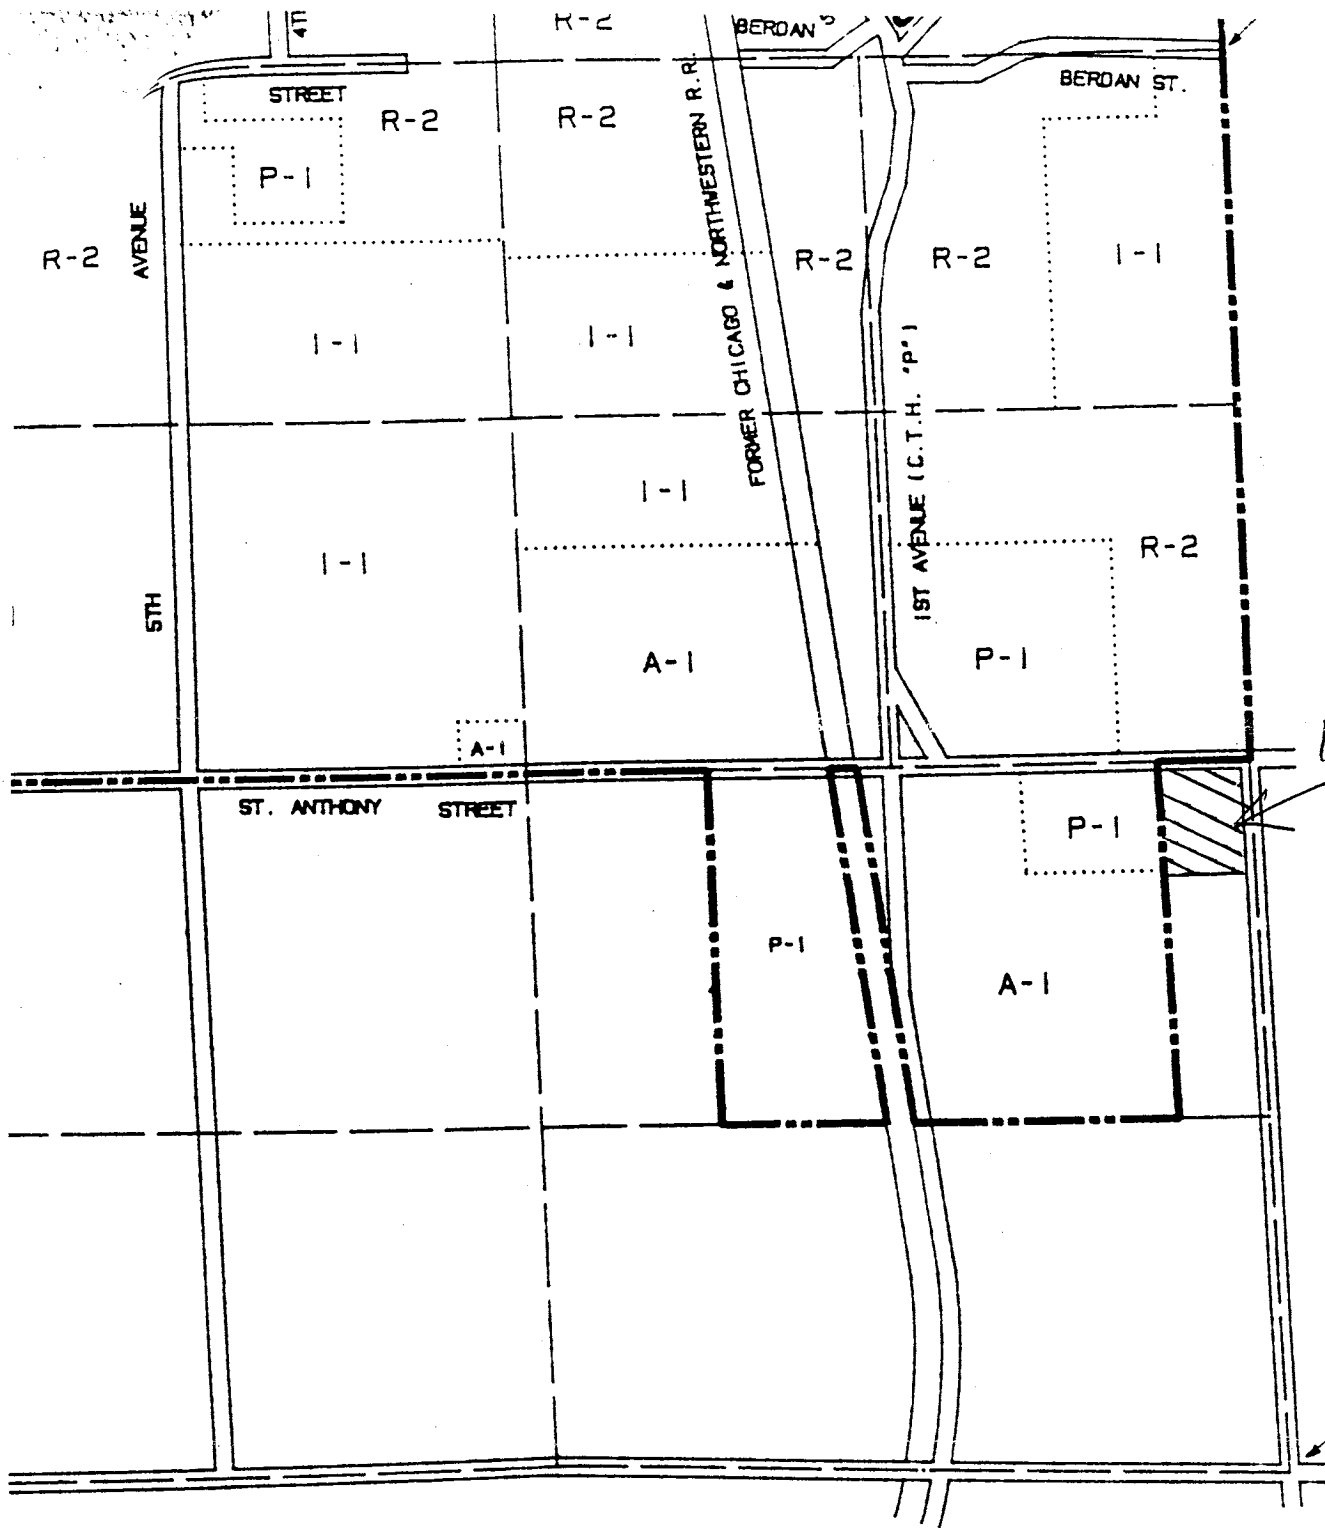 R-2
BERDAN
STREET
R-2
R-2
BERDAN ST.
P-1
AVENUE
R-2
R-2
R-2
I-1
I-1
I-1
FORMER CHICAGO & NORTHWESTERN R.R.
1ST AVENUE (C.T.H. "P")
I-1
I-1
R-2
5TH
A-1
P-1
A-1
ST. ANTHONY STREET
P-1
P-1
A-1